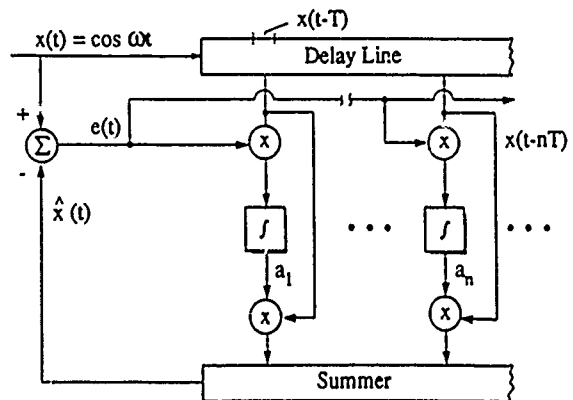 x(t-T)
x(t) = cos ωt
Delay Line
+
e(t)
Σ
x
x
x(t-nT)
-
x̂ (t)
∫
• • •
∫
• • •
a₁
aₙ
x
x
Summer